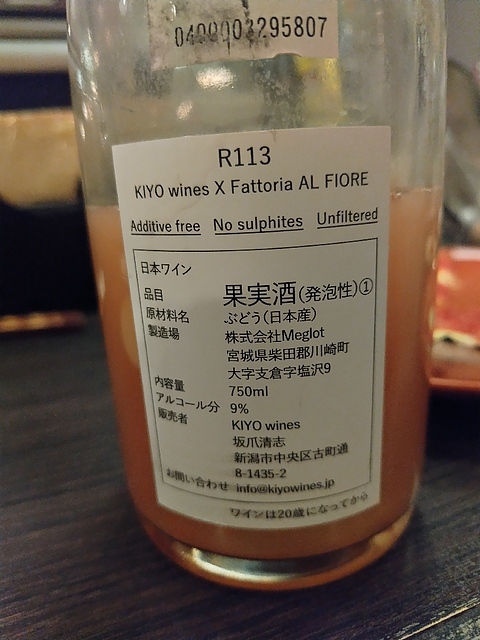 0400003295807
R113
KIYO wines X Fattoria AL FIORE
Additive free No sulphites Unfiltered
日本ワイン
品目 果実酒(発泡性)①
原材料名 ぶどう(日本産)
製造場 株式会社Meglot
宮城県柴田郡川崎町
大字支倉字塩沢9
内容量 750ml
アルコール分 9%
販売者 KIYO wines
坂爪清志
新潟市中央区古町通
8-1435-2
お問い合わせ info@kiyowines.jp
ワインは20歳になってから